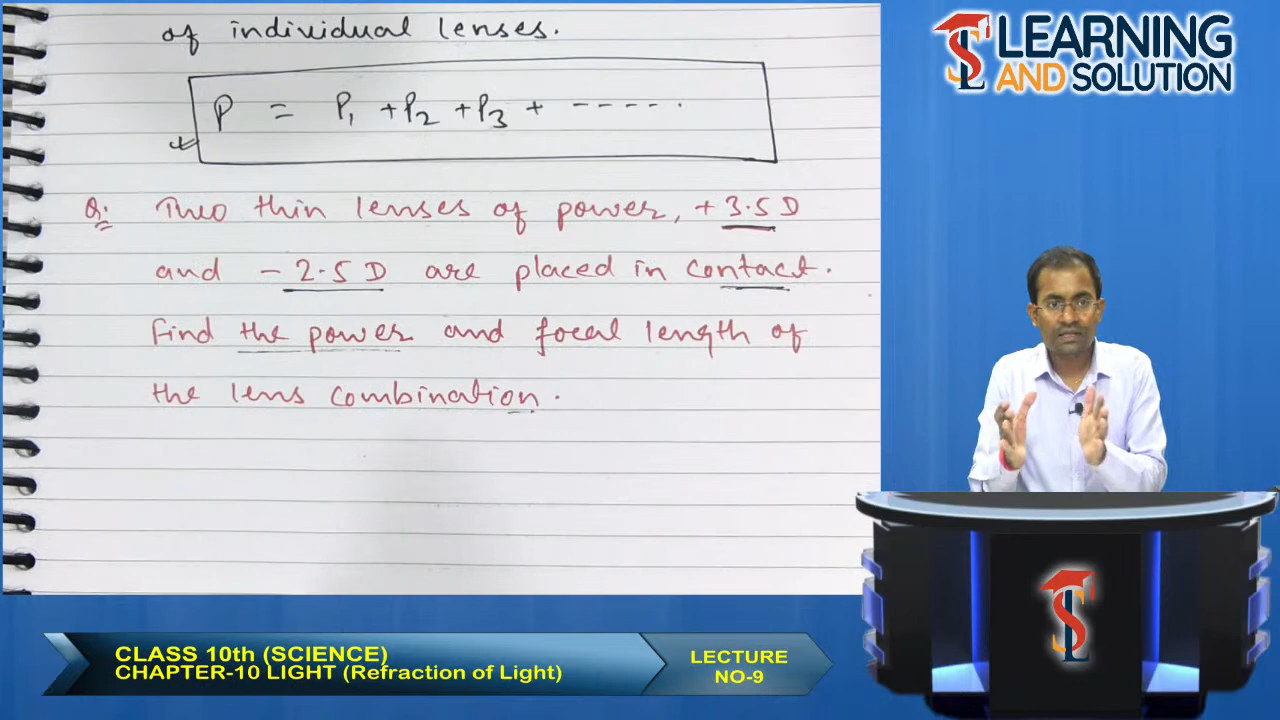 of individual lenses.
P = P₁ + P₂ + P₃ + -----.
Q. Two thin lenses of power, +3.5 D
and -2.5 D are placed in contact.
Find the power and focal length of
the lens combination.
LEARNING
AND SOLUTION
CLASS 10th (SCIENCE)
CHAPTER-10 LIGHT (Refraction of Light)
LECTURE
NO-9